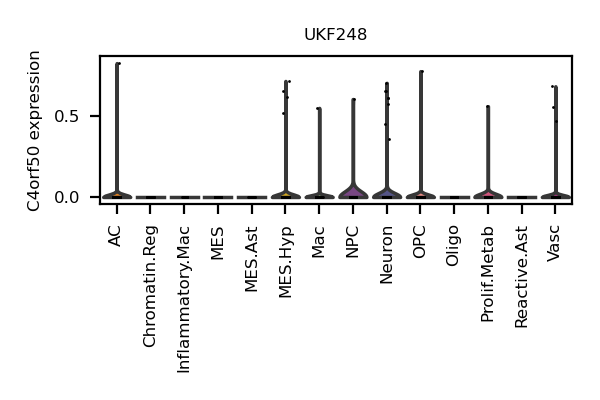 UKF248
C4orf50 expression
0.5
0.0
AC
Chromatin.Reg
Inflammatory.Mac
MES
MES.Ast
MES.Hyp
Mac
NPC
Neuron
OPC
Oligo
Prolif.Metab
Reactive.Ast
Vasc